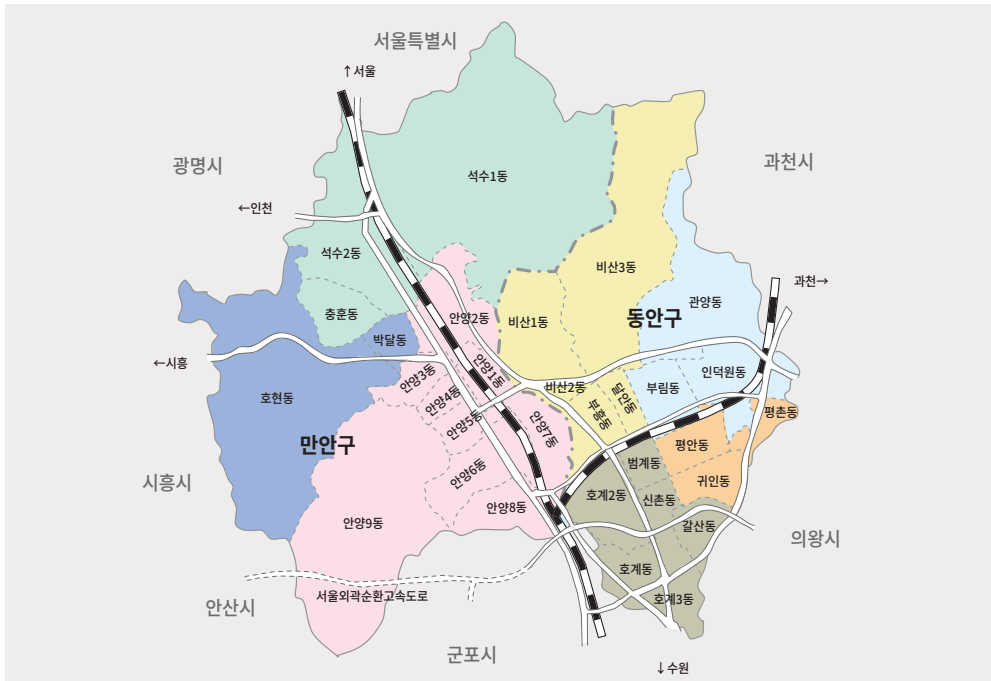 서울특별시
↑서울
광명시
과천시
석수1동
←인천
석수2동
비산3동
과천→
관양동
충훈동
안양2동
비산1동
동안구
박달동
←시흥
안양1동
안양3동
비산2동
달안동
부림동
인덕원동
호현동
안양4동
부흥동
평촌동
안양5동
안양7동
만안구
평안동
범계동
안양6동
시흥시
귀인동
호계2동
신촌동
안양8동
안양9동
갈산동
의왕시
호계동
서울외곽순환고속도로
호계3동
안산시
군포시
↓수원